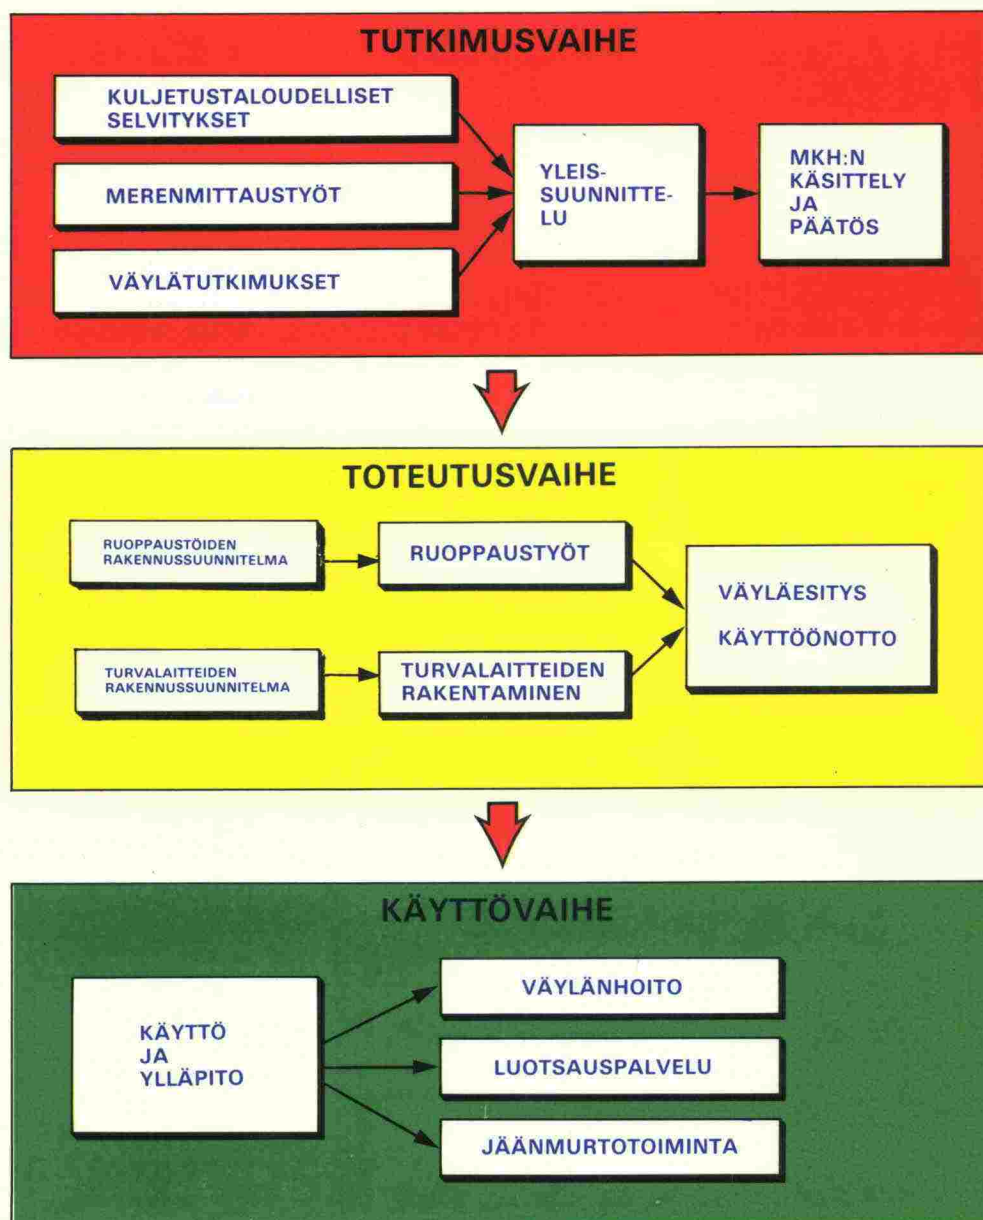 TUTKIMUSVAIHE
KULJETUSTALOUDELLISET
SELVITYKSET
MERENMITTAUSTYÖT
VÄYLÄTUTKIMUKSET
YLEIS-
SUUNNITTE-
LU
MKH:N
KÄSITTELY
JA
PÄÄTÖS
TOTEUTUSVAIHE
RUOPPAUSTÖIDEN
RAKENNUSSUUNNITELMA
RUOPPAUSTYÖT
TURVALAITTEIDEN
RAKENNUSSUUNNITELMA
TURVALAITTEIDEN
RAKENTAMINEN
VÄYLÄESITYS
KÄYTTÖÖNOTTO
KÄYTTÖVAIHE
KÄYTTÖ
JA
YLLÄPITO
VÄYLÄNHOITO
LUOTSAUSPALVELU
JÄÄNMURTOTOIMINTA